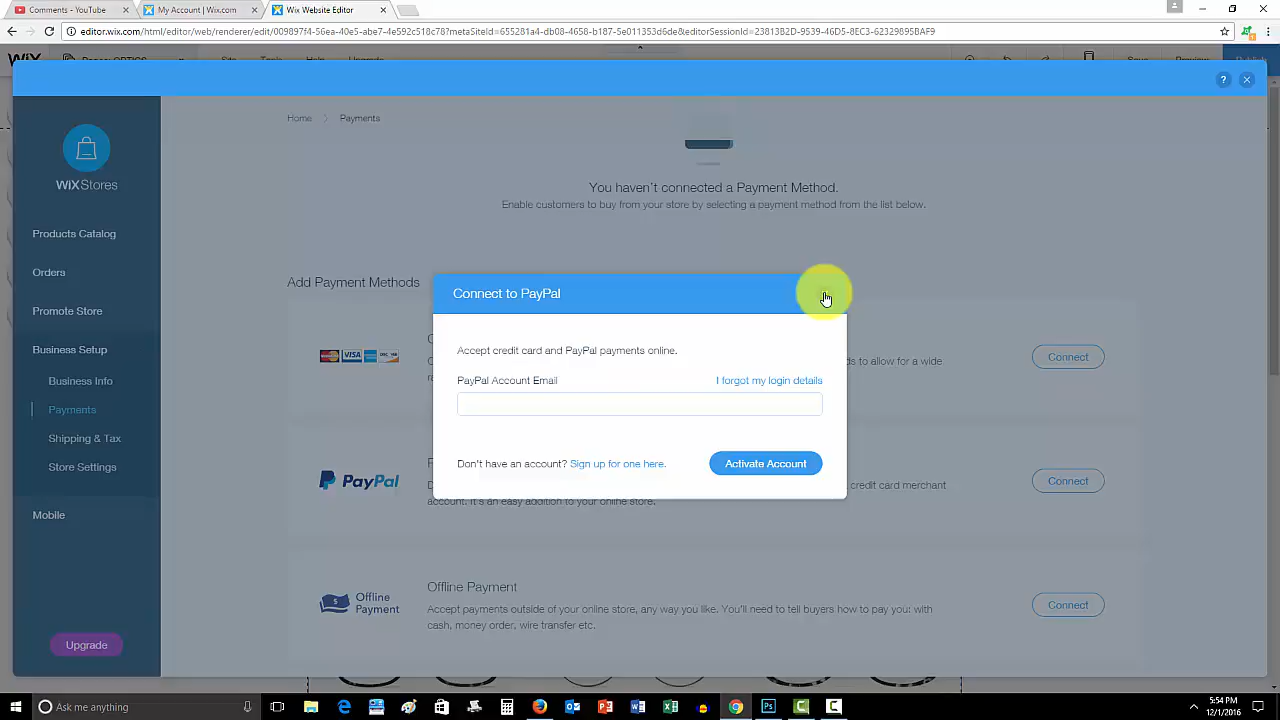 Comments - YouTube
My Account | Wix.com
Wix Website Editor
editor.wix.com/html/editor/web/renderer/edit/009897f4-56ea-40e5-abe7-4e592c518c78?metaSiteId=655281a4-db08-4658-b187-5e011353d6de&editorSessionId=23813B2D-9539-46D5-8EC3-62329895BAF9
WiX
Home
Payments
WiXStores
You haven't connected a Payment Method.
Enable customers to buy from your store by selecting a payment method from the list below.
Products Catalog
Orders
Promote Store
Business Setup
Business Info
Payments
Shipping & Tax
Store Settings
Mobile
Upgrade
Add Payment Methods
Connect to PayPal
Accept credit card and PayPal payments online.
PayPal Account Email
I forgot my login details
Don't have an account? Sign up for one here.
Activate Account
VISA
ds to allow for a wide
Connect
PayPal
credit card merchant
account. It's an easy addition to your online store.
Connect
Offline
Payment
Offline Payment
Accept payments outside of your online store, any way you like. You'll need to tell buyers how to pay you: with
cash, money order, wire transfer etc.
Connect
Ask me anything
5:54 PM
12/1/2016